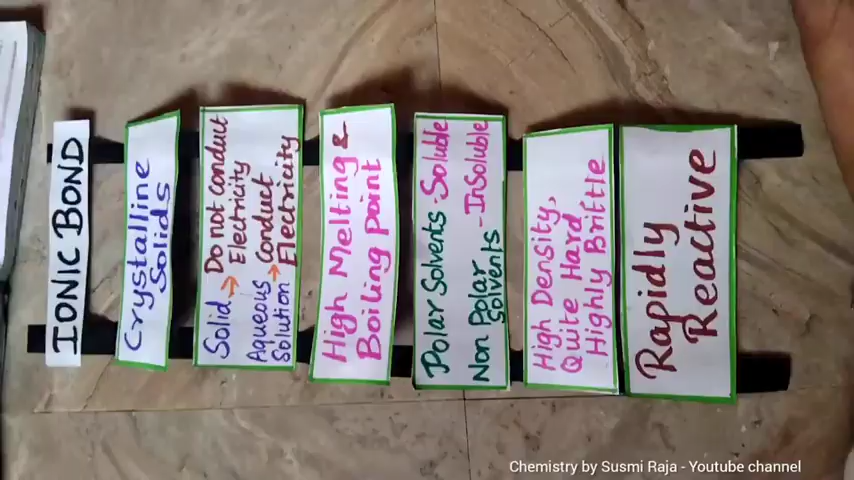 IONIC BOND
Crystalline
Solids
Solid → Do not conduct
Electricity
Aqueous → conduct
Solution Electricity
High Melting &
Boiling point
Polar Solvents - Soluble
Non Polar - InSoluble
Solvents
High Density,
Quite Hard
Highly Brittle
Rapidly
Reactive
Chemistry by Susmi Raja - Youtube channel